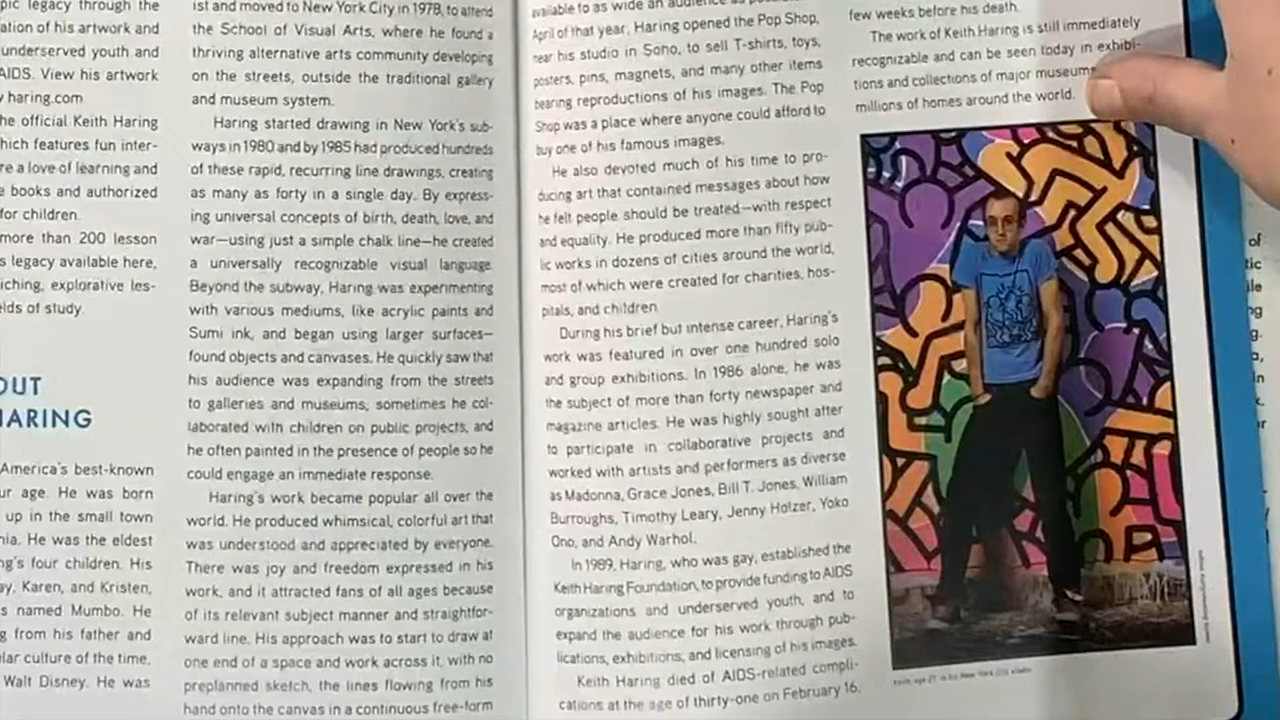 pic legacy through the
ation of his artwork and
underserved youth and
AIDS. View his artwork
y haring.com
he official Keith Haring
hich features fun inter-
re a love of learning and
e books and authorized
for children.
more than 200 lesson
s legacy available here,
iching, explorative les-
elds of study.
OUT
HARING
America's best-known
ur age. He was born
up in the small town
nia. He was the eldest
ng's four children. His
ay, Karen, and Kristen,
s named Mumbo. He
g from his father and
ular culture of the time,
Walt Disney. He was
ist and moved to New York City in 1978, to attend
the School of Visual Arts, where he found a
thriving alternative arts community developing
on the streets, outside the traditional gallery
and museum system.
Haring started drawing in New York's sub-
ways in 1980 and by 1985 had produced hundreds
of these rapid, recurring line drawings, creating
as many as forty in a single day. By express-
ing universal concepts of birth, death, love, and
war—using just a simple chalk line—he created
a universally recognizable visual language.
Beyond the subway, Haring was experimenting
with various mediums, like acrylic paints and
Sumi ink, and began using larger surfaces—
found objects and canvases. He quickly saw that
his audience was expanding from the streets
to galleries and museums; sometimes he col-
laborated with children on public projects, and
he often painted in the presence of people so he
could engage an immediate response.
Haring's work became popular all over the
world. He produced whimsical, colorful art that
was understood and appreciated by everyone.
There was joy and freedom expressed in his
work, and it attracted fans of all ages because
of its relevant subject manner and straightfor-
ward line. His approach was to start to draw at
one end of a space and work across it, with no
preplanned sketch, the lines flowing from his
hand onto the canvas in a continuous free-form
available to as wide an audience as
April of that year, Haring opened the Pop Shop,
near his studio in Soho, to sell T-shirts, toys,
posters, pins, magnets, and many other items
bearing reproductions of his images. The Pop
Shop was a place where anyone could afford to
buy one of his famous images.
He also devoted much of his time to pro-
ducing art that contained messages about how
he felt people should be treated—with respect
and equality. He produced more than fifty pub-
lic works in dozens of cities around the world,
most of which were created for charities, hos-
pitals, and children
During his brief but intense career, Haring's
work was featured in over one hundred solo
and group exhibitions. In 1986 alone, he was
the subject of more than forty newspaper and
magazine articles. He was highly sought after
to participate in collaborative projects and
worked with artists and performers as diverse
as Madonna, Grace Jones, Bill T. Jones, William
Burroughs, Timothy Leary, Jenny Holzer, Yoko
Ono, and Andy Warhol.
In 1989, Haring, who was gay, established the
Keith Haring Foundation, to provide funding to AIDS
organizations and underserved youth, and to
expand the audience for his work through pub-
lications, exhibitions, and licensing of his images.
Keith Haring died of AIDS-related compli-
cations at the age of thirty-one on February 16,
few weeks before his death.
The work of Keith Haring is still immediately
recognizable and can be seen today in exhibi-
tions and collections of major museums
millions of homes around the world.
Keith, age 27, in his New York City studio
of
tic
ile
ng
g.